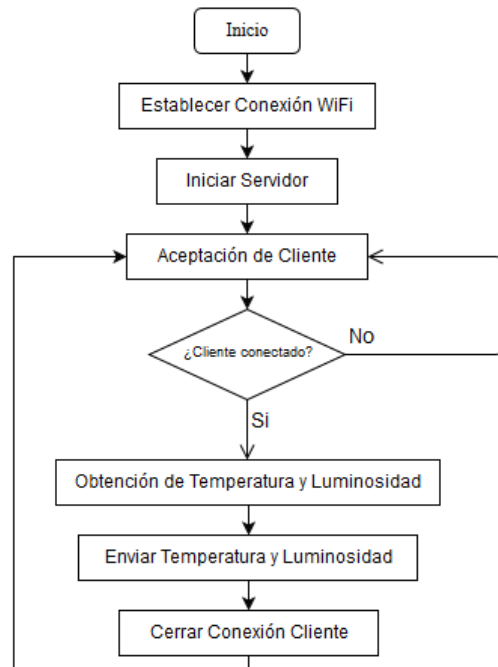 Inicio
Establecer Conexión WiFi
Iniciar Servidor
Aceptación de Cliente
¿Cliente conectado?
No
Si
Obtención de Temperatura y Luminosidad
Enviar Temperatura y Luminosidad
Cerrar Conexión Cliente